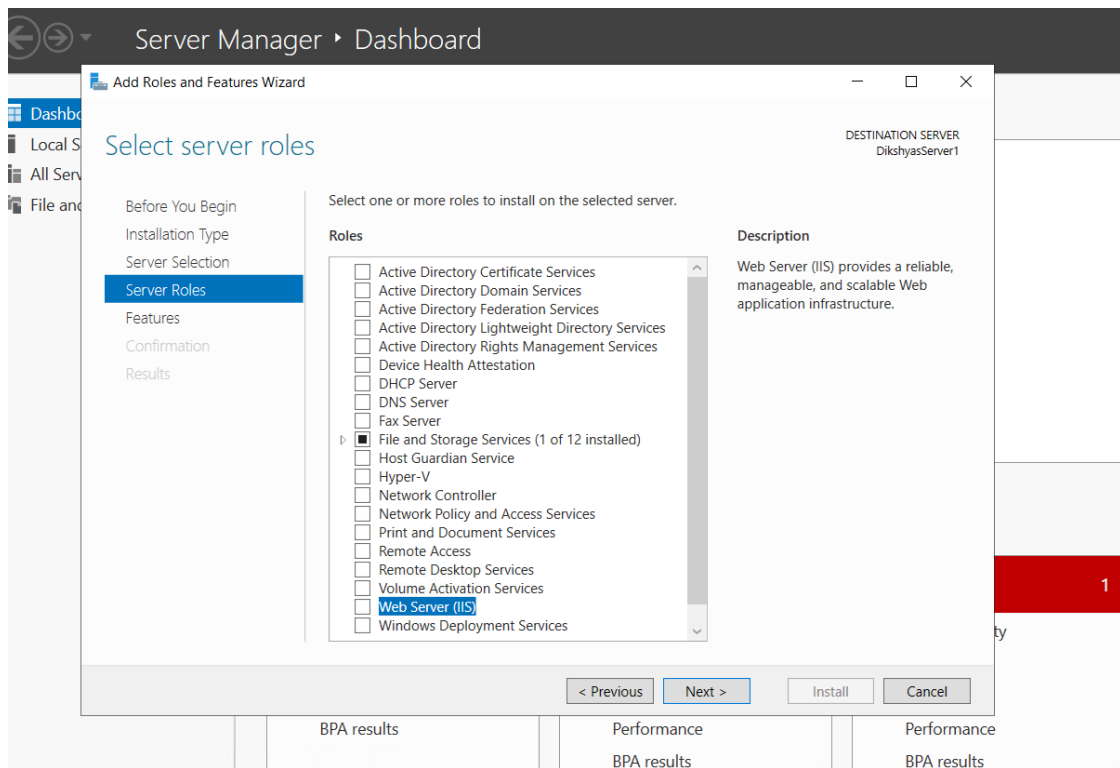 Server Manager ‣ Dashboard
Add Roles and Features Wizard
Dashbo
Local S
All Serv
File and
Select server roles
DESTINATION SERVER
DikshyasServer1
Before You Begin
Installation Type
Server Selection
Server Roles
Features
Confirmation
Results
Select one or more roles to install on the selected server.
Roles
Active Directory Certificate Services
Active Directory Domain Services
Active Directory Federation Services
Active Directory Lightweight Directory Services
Active Directory Rights Management Services
Device Health Attestation
DHCP Server
DNS Server
Fax Server
File and Storage Services (1 of 12 installed)
Host Guardian Service
Hyper-V
Network Controller
Network Policy and Access Services
Print and Document Services
Remote Access
Remote Desktop Services
Volume Activation Services
Web Server (IIS)
Windows Deployment Services
Description
Web Server (IIS) provides a reliable,
manageable, and scalable Web
application infrastructure.
1
ty
< Previous
Next >
Install
Cancel
BPA results
Performance
BPA results
Performance
BPA results